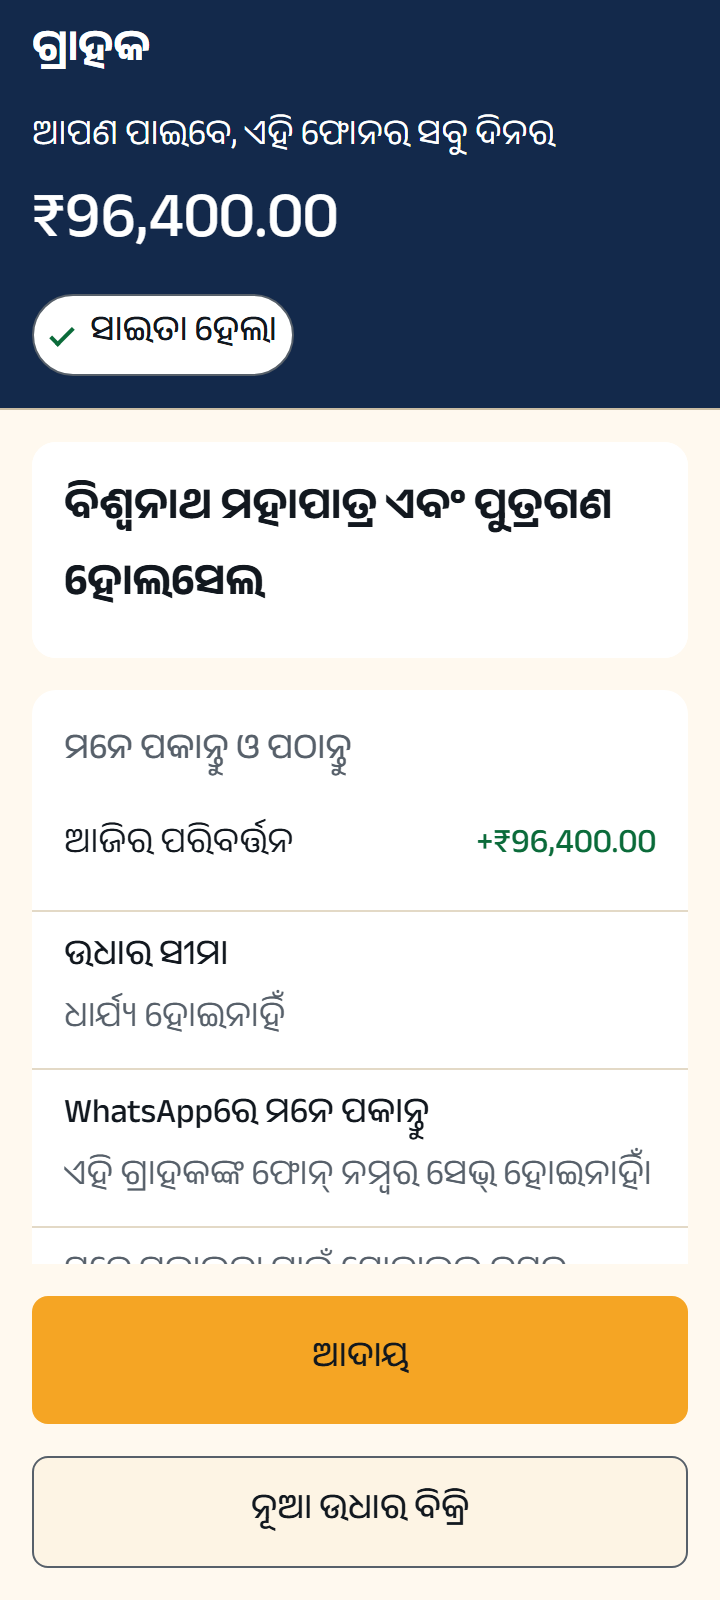 ଗ୍ରାହକ
ଆପଣ ପାଇବେ, ଏହି ଫୋନର ସବୁ ଦିନର
₹96,400.00
ସାଇତା ହେଲା
ବିଶ୍ୱନାଥ ମହାପାତ୍ର ଏବଂ ପୁତ୍ରଗଣ
ହୋଲସେଲ
ମନେ ପକାନ୍ତୁ ଓ ପଠାନ୍ତୁ
ଆଜିର ପରିବର୍ତ୍ତନ
+₹96,400.00
ଉଧାର ସୀମା
ଧାର୍ଯ୍ୟ ହୋଇନାହିଁ
WhatsAppରେ ମନେ ପକାନ୍ତୁ
ଏହି ଗ୍ରାହକଙ୍କ ଫୋନ୍ ନମ୍ବର ସେଭ୍ ହୋଇନାହିଁ।
ଆଦାୟ
ନୂଆ ଉଧାର ବିକ୍ରି